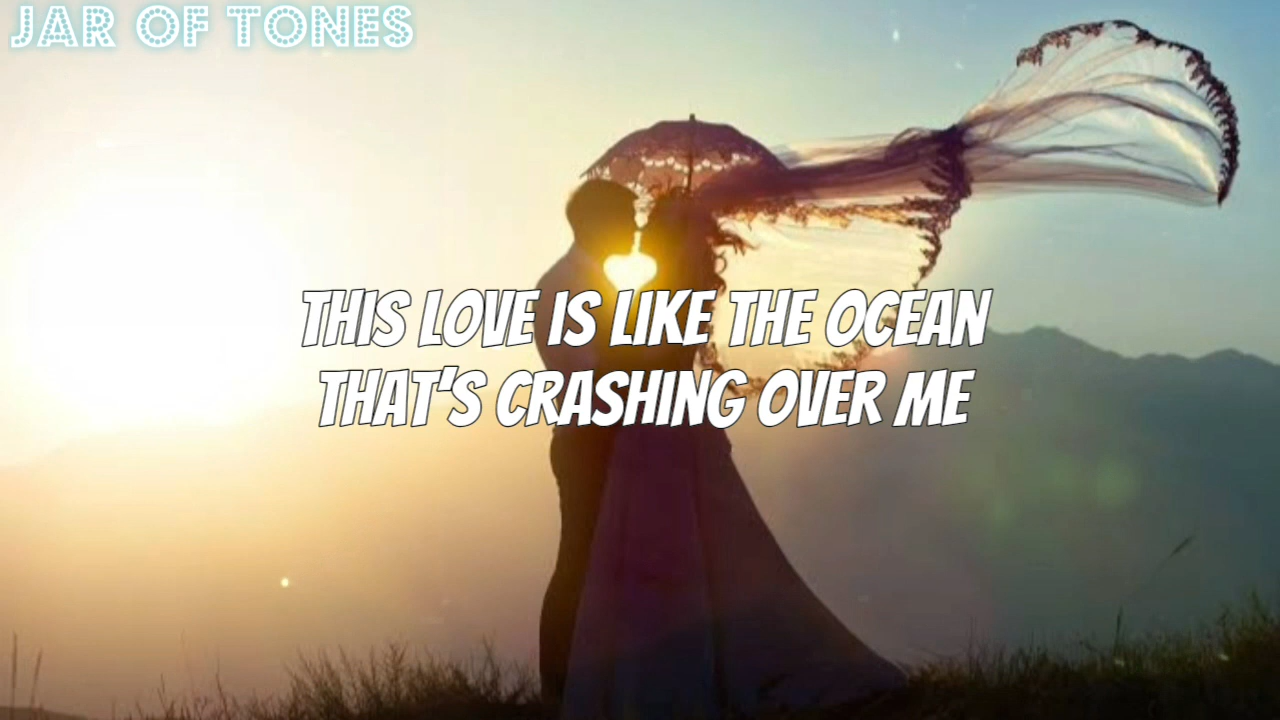 JAR OF TONES
THIS LOVE IS LIKE THE OCEAN
THAT'S CRASHING OVER ME